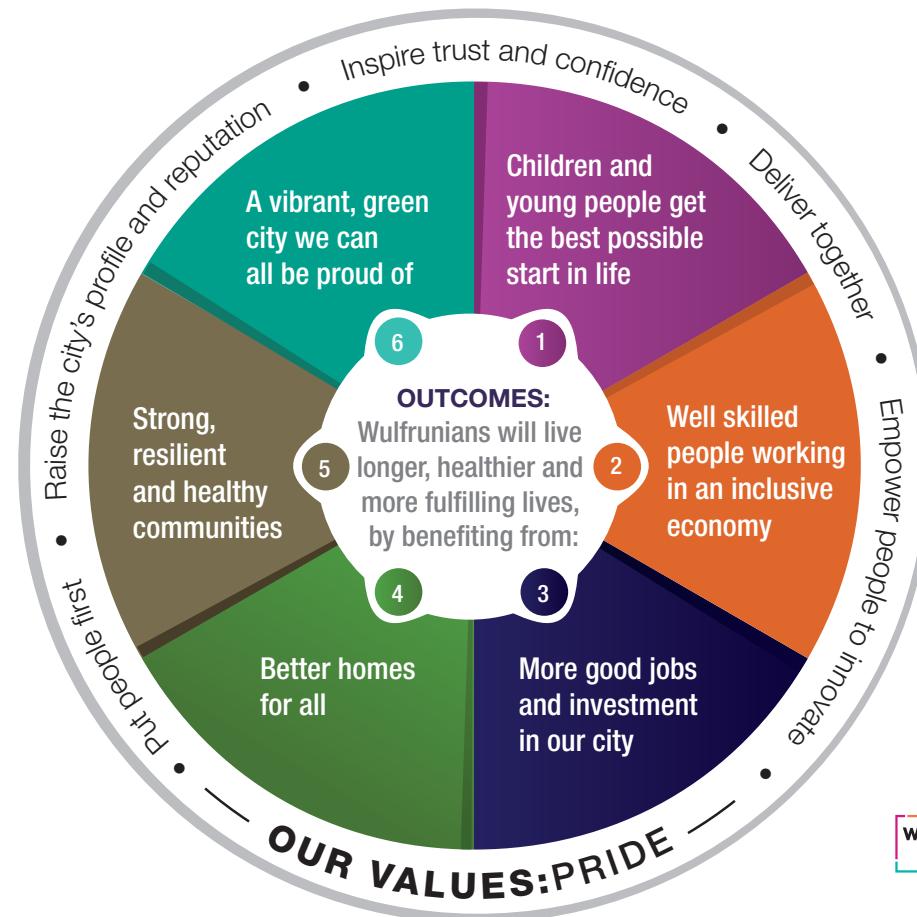 Put people first
Raise the city's profile and reputation
Inspire trust and confidence
Deliver together
Empower people to innovate
Children and
young people get
the best possible
start in life
1
Well skilled
people working
in an inclusive
economy
2
More good jobs
and investment
in our city
3
Better homes
for all
4
Strong,
resilient
and healthy
communities
5
A vibrant, green
city we can
all be proud of
6
OUTCOMES:
Wulfrunians will live
longer, healthier and
more fulfilling lives,
by benefiting from:
OUR VALUES:PRIDE
W